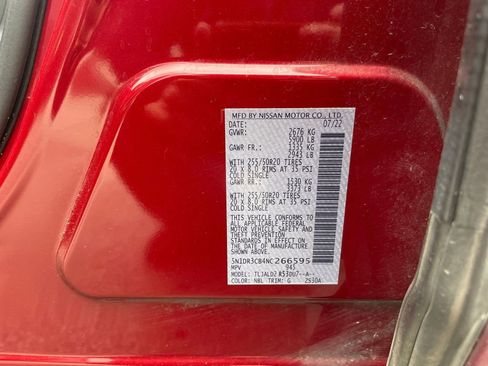 MFD BY NISSAN MOTOR CO., LTD.
DATE: 07/22
GVWR: 2676 KG
5900 LB
GAWR FR.: 1335 KG
2943 LB
WITH 255/50R20 TIRES
20 X 8.0 RIMS AT 35 PSI
COLD SINGLE
GAWR RR.: 1530 KG
3373 LB
WITH 255/50R20 TIRES
20 X 8.0 RIMS AT 35 PSI
COLD SINGLE
THIS VEHICLE CONFORMS TO
ALL APPLICABLE FEDERAL
MOTOR VEHICLE SAFETY AND
THEFT PREVENTION
STANDARDS IN EFFECT ON
THE DATE OF MANUFACTURE
SHOWN ABOVE.
5N1DR3CB4NC266595
MPV 945
MODEL: COLOR: NBL TRIM: G